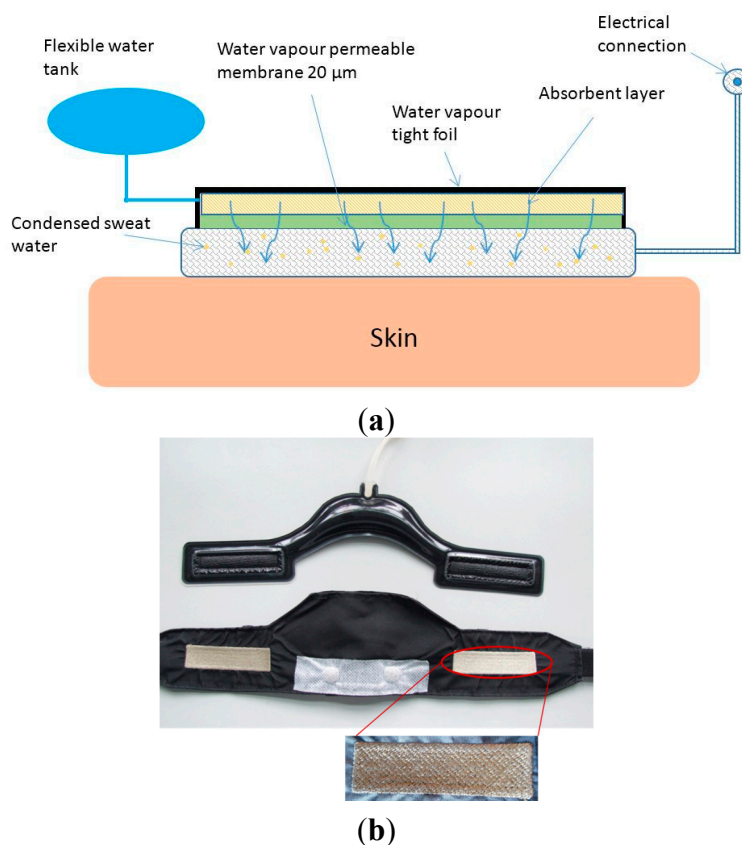 Flexible water
tank
Water vapour permeable
membrane 20 µm
Water vapour
tight foil
Absorbent layer
Electrical
connection
Condensed sweat
water
Skin
(a)
(b)